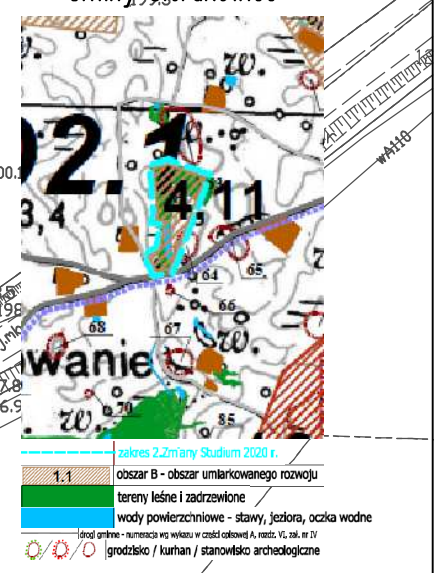 wA110
02.1
4,11
3,4
w.
64
65
66
67
68
w.
wanie
w.
70
85
zakres 2.Zmiany Studium 2020 r.
1.1 obszar B - obszar umiarkowanego rozwoju
tereny leśne i zadrzewione
wody powierzchniowe - stawy, jeziora, oczka wodne
drogi gminne - numeracja wg wykazu w części opisowej A, rozdz. VI, zał. nr IV
grodzisko / kurhan / stanowisko archeologiczne